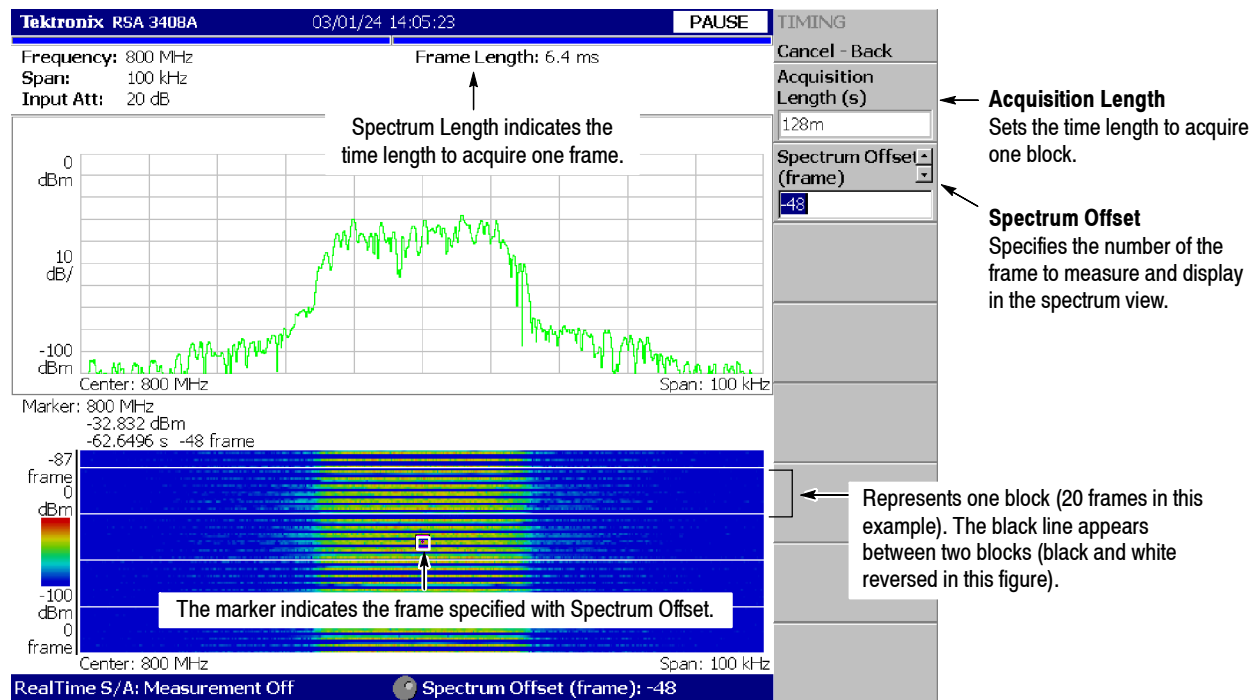 Tektronix RSA 3408A 03/01/24 14:05:23 PAUSE
TIMING
Cancel - Back
Frequency: 800 MHz
Span: 100 kHz
Input Att: 20 dB
Frame Length: 6.4 ms
Spectrum Length indicates the
time length to acquire one frame.
Acquisition
Length (s)
128m
Spectrum Offset
(frame)
-48
Acquisition Length
Sets the time length to acquire
one block.
Spectrum Offset
Specifies the number of the
frame to measure and display
in the spectrum view.
0
dBm
10
dB/
-100
dBm
Center: 800 MHz Span: 100 kHz
Marker: 800 MHz
-32.832 dBm
-62.6496 s -48 frame
-87
frame
0
dBm
-100
dBm
0
frame
The marker indicates the frame specified with Spectrum Offset.
Represents one block (20 frames in this
example). The black line appears
between two blocks (black and white
reversed in this figure).
Center: 800 MHz Span: 100 kHz
RealTime S/A: Measurement Off Spectrum Offset (frame): -48